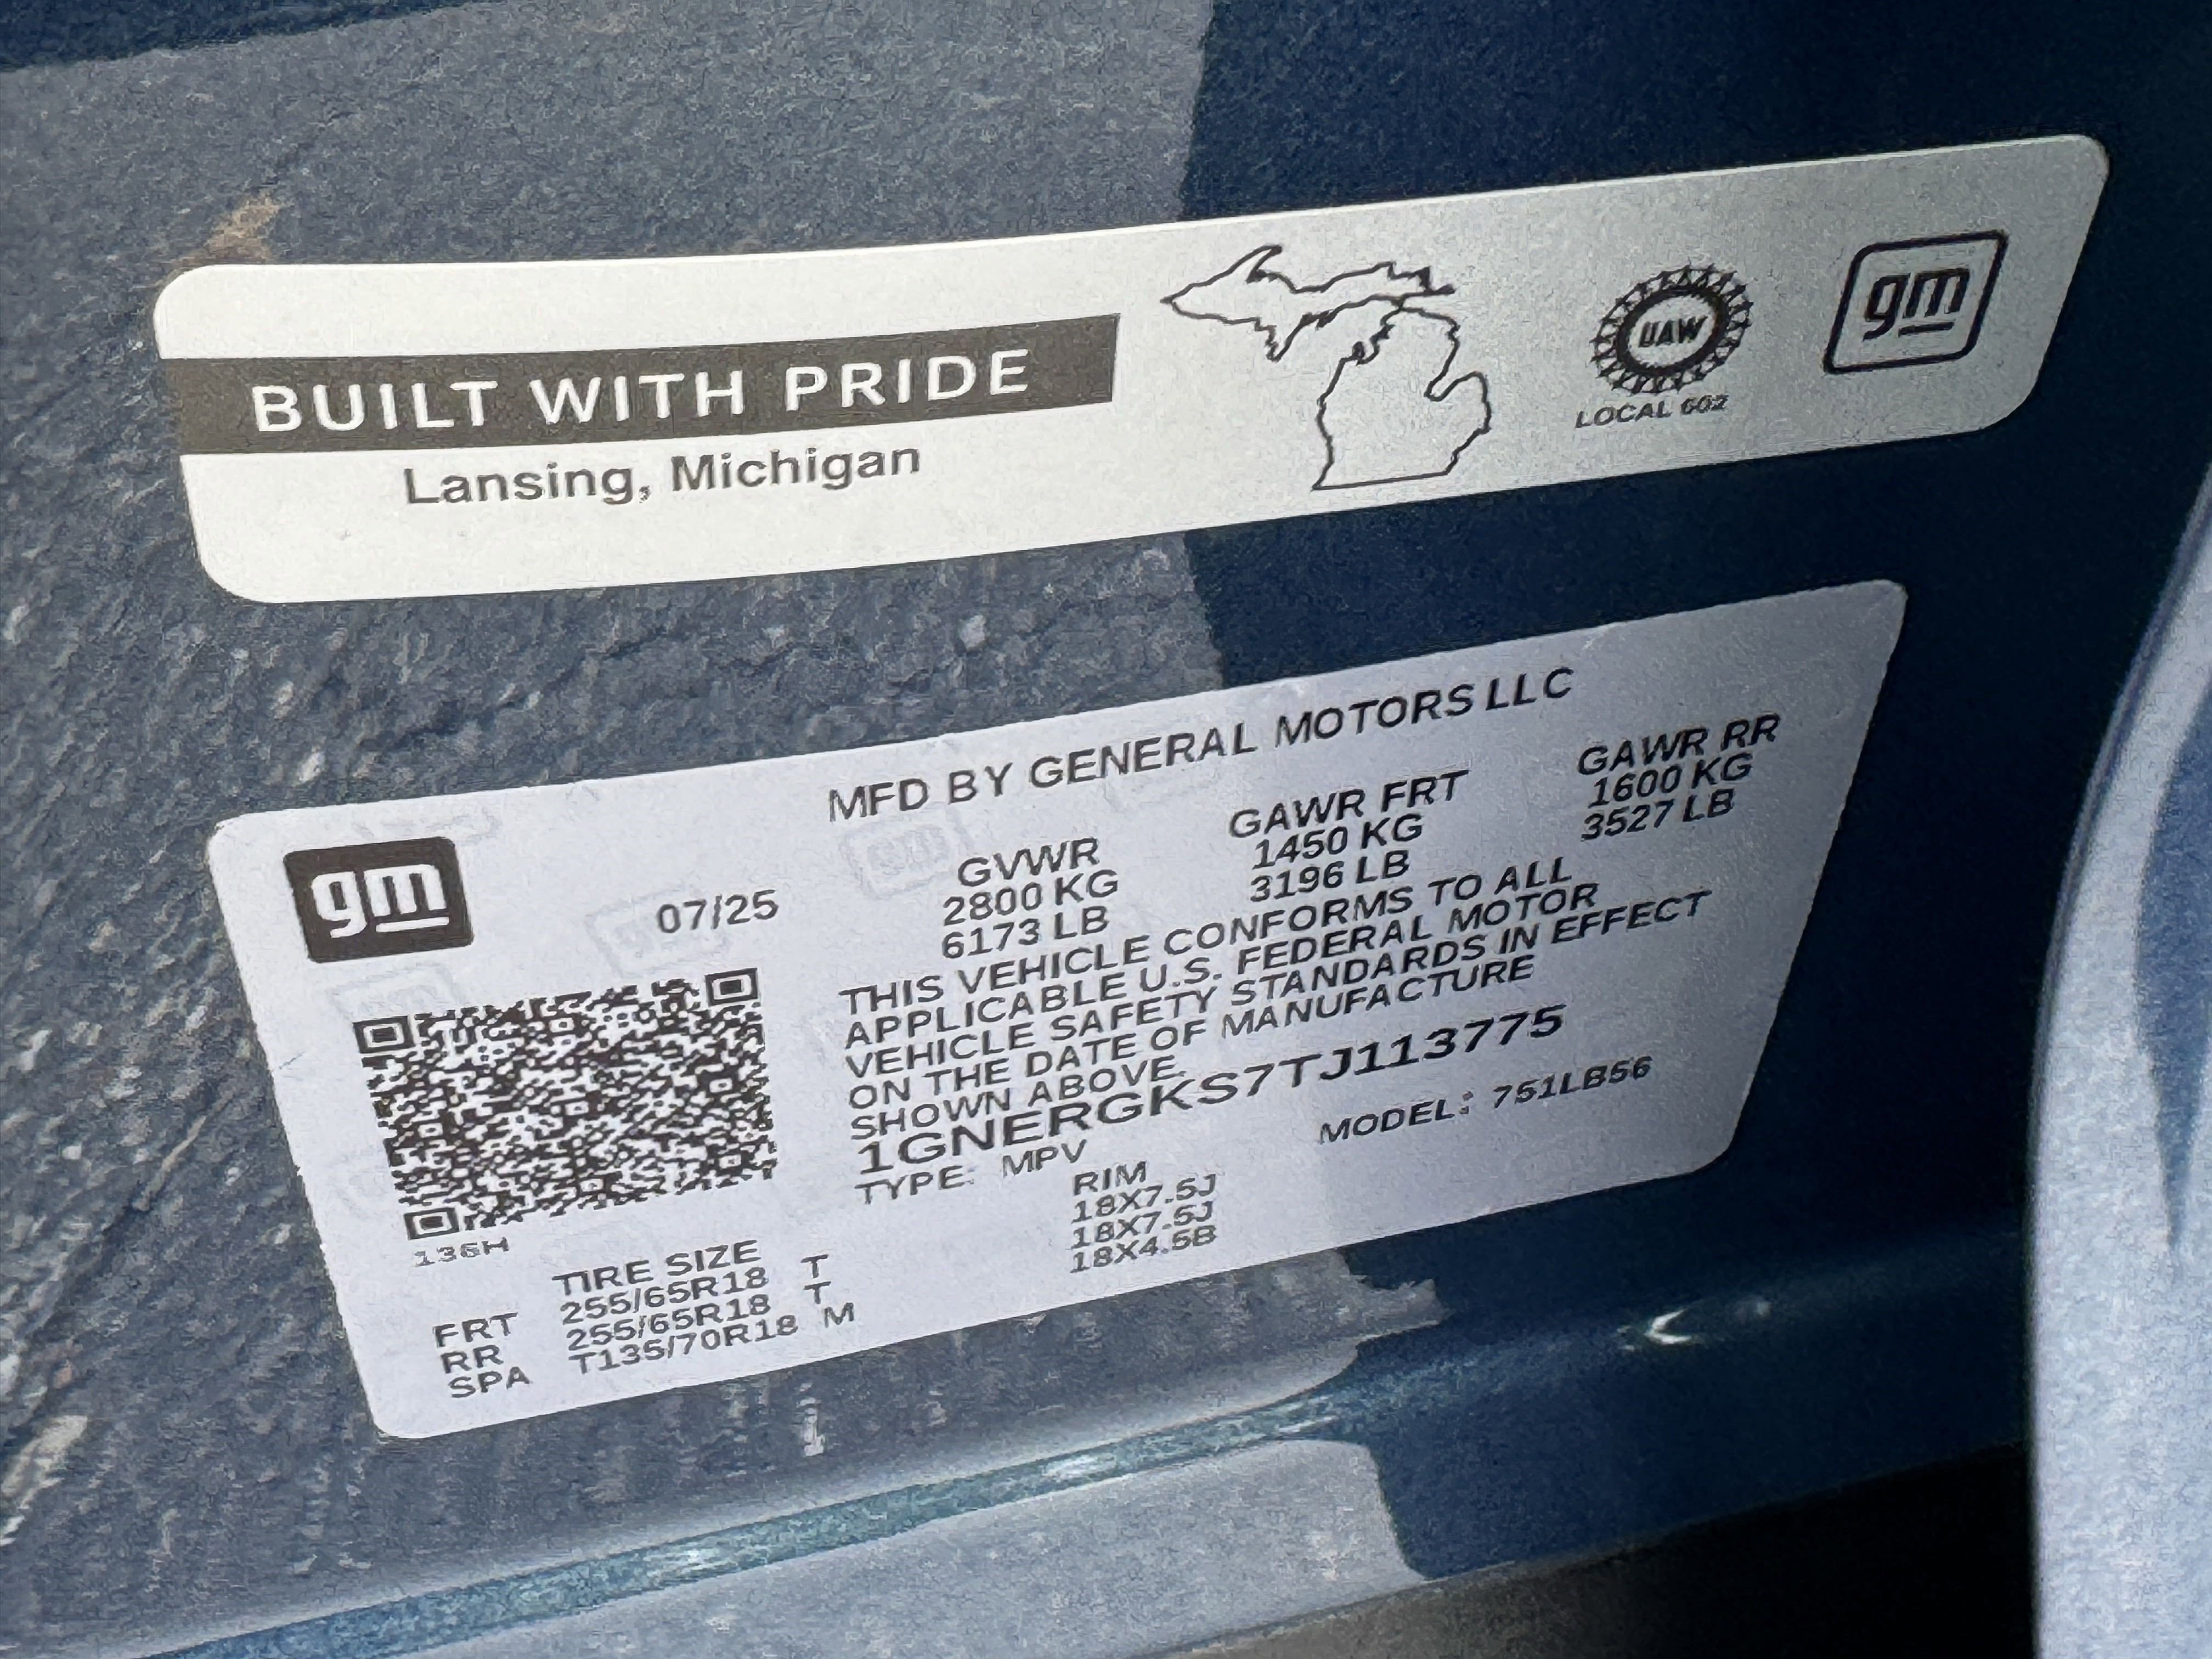 BUILT WITH PRIDE
Lansing, Michigan
UAW
LOCAL 602
gm
MFD BY GENERAL MOTORS LLC
gm
07/25
GVWR GAWR FRT GAWR RR
2800 KG 1450 KG 1600 KG
6173 LB 3196 LB 3527 LB
THIS VEHICLE CONFORMS TO ALL
APPLICABLE U.S. FEDERAL MOTOR
VEHICLE SAFETY STANDARDS IN EFFECT
ON THE DATE OF MANUFACTURE
SHOWN ABOVE.
1GNERGKS7TJ113775
TYPE: MPV MODEL: 751LB56
136H
TIRE SIZE RIM
FRT 255/65R18 T 18X7.5J
RR 255/65R18 T 18X7.5J
SPA T135/70R18 M 18X4.5B